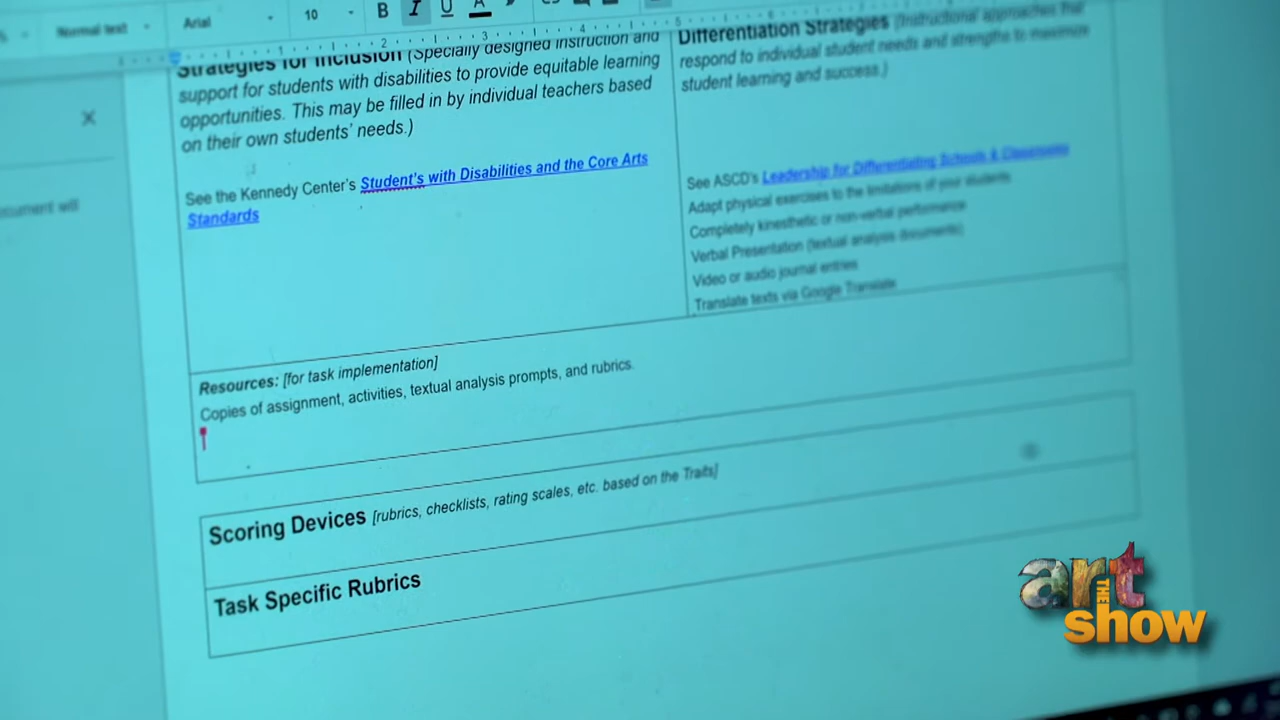 Normal text
Arial
10
B I U A
2 3 4 5
Strategies for Inclusion (Specially designed instruction and
support for students with disabilities to provide equitable learning
opportunities. This may be filled in by individual teachers based
on their own students' needs.)
See the Kennedy Center's Student's with Disabilities and the Core Arts
Standards
Differentiation Strategies (Instructional approaches that
respond to individual student needs and strengths to maximize
student learning and success.)
See ASCD's Leadership for Differentiating Schools & Classrooms
Adapt physical exercises to the limitations of your students
Completely kinesthetic or non-verbal performance
Verbal Presentation (textual analysis documents)
Video or audio journal entries
Translate texts via Google Translate
Resources: [for task implementation]
Copies of assignment, activities, textual analysis prompts, and rubrics.
Scoring Devices [rubrics, checklists, rating scales, etc. based on the Traits]
Task Specific Rubrics
art
THE
show